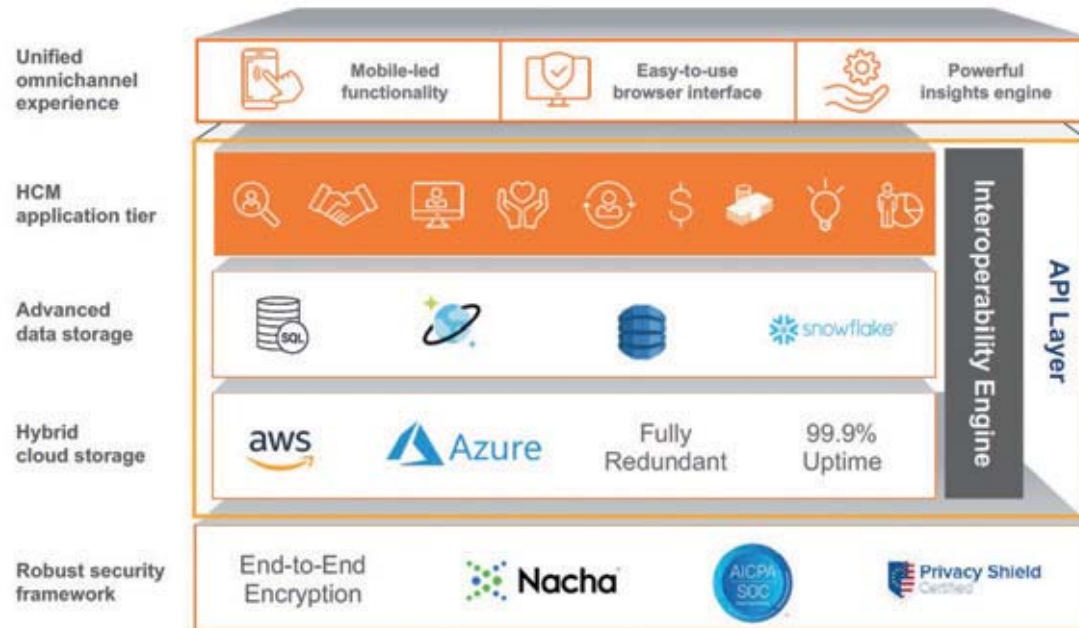 Unified
omnichannel
experience
Mobile-led
functionality
Easy-to-use
browser interface
Powerful
insights engine
HCM
application tier
Advanced
data storage
SQL
snowflake
Hybrid
cloud storage
aws
Azure
Fully
Redundant
99.9%
Uptime
Interoperability Engine
API Layer
Robust security
framework
End-to-End
Encryption
Nacha
AICPA
SOC
Privacy Shield
Certified